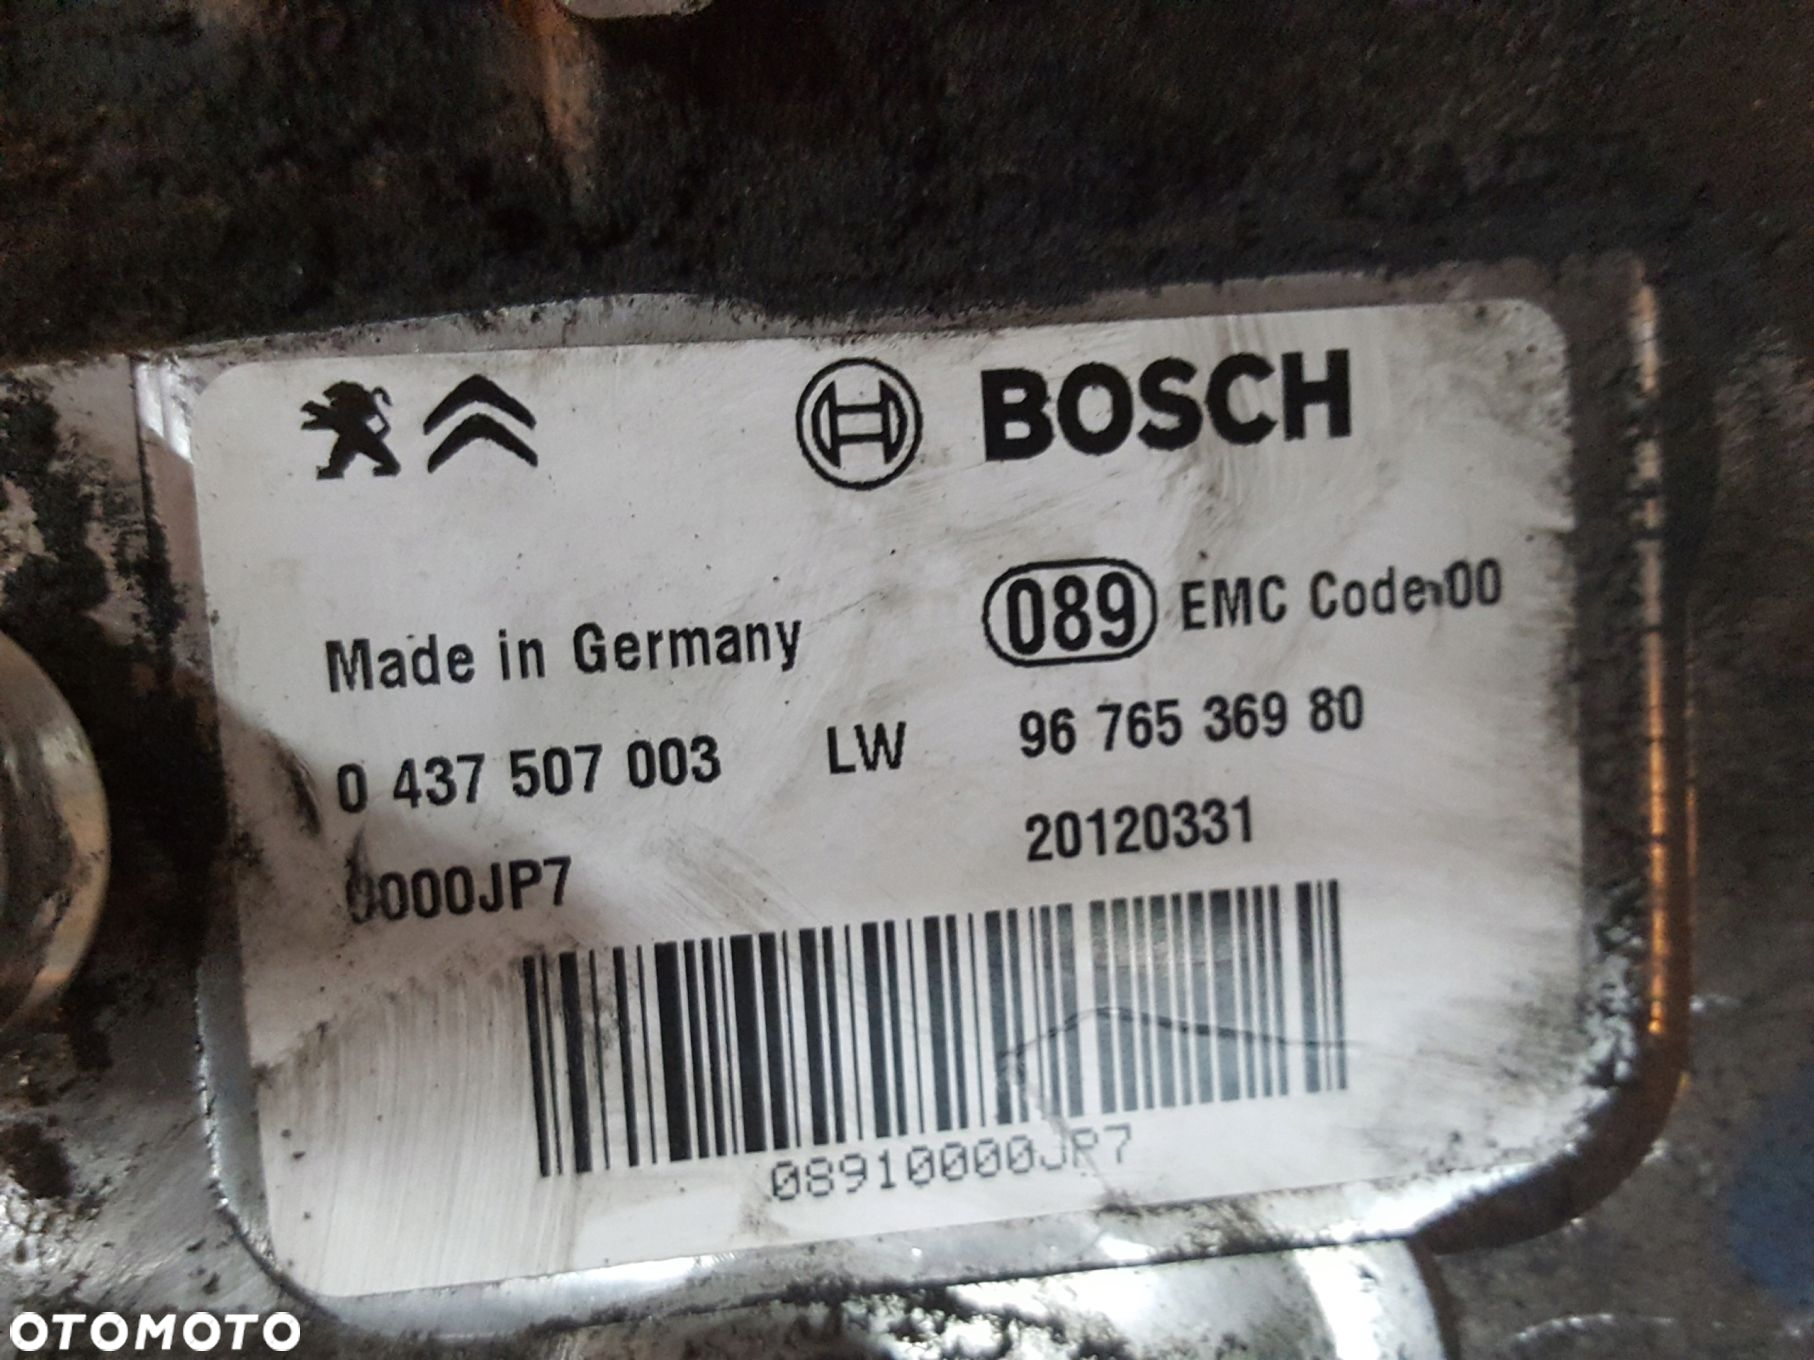 BOSCH
089 EMC Code: 00
Made in Germany
0 437 507 003 LW 96 765 369 80
0000JP7 20120331
08910000JP7
OTOMOTO